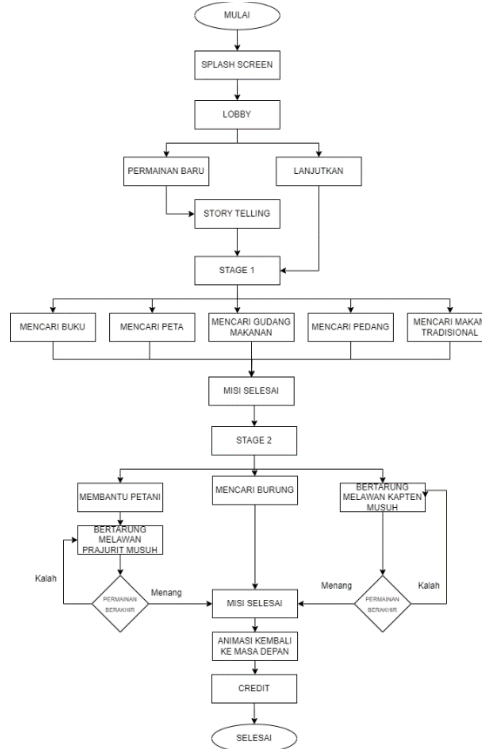 MULAI
SPLASH SCREEN
LOBBY
PERMAINAN BARU
LANJUTKAN
STORY TELLING
STAGE 1
MENCARI BUKU
MENCARI PETA
MENCARI GUDANG
MAKANAN
MENCARI PEDANG
MENCARI MAKAN
TRADISIONAL
MISI SELESAI
STAGE 2
MEMBANTU PETANI
MENCARI BURUNG
BERTARUNG
MELAWAN KAPTEN
MUSUH
BERTARUNG
MELAWAN
PRAJURIT MUSUH
Kalah
PERMAINAN
BERAKHIR
Menang
MISI SELESAI
Menang
PERMAINAN
BERAKHIR
Kalah
ANIMASI KEMBALI
KE MASA DEPAN
CREDIT
SELESAI